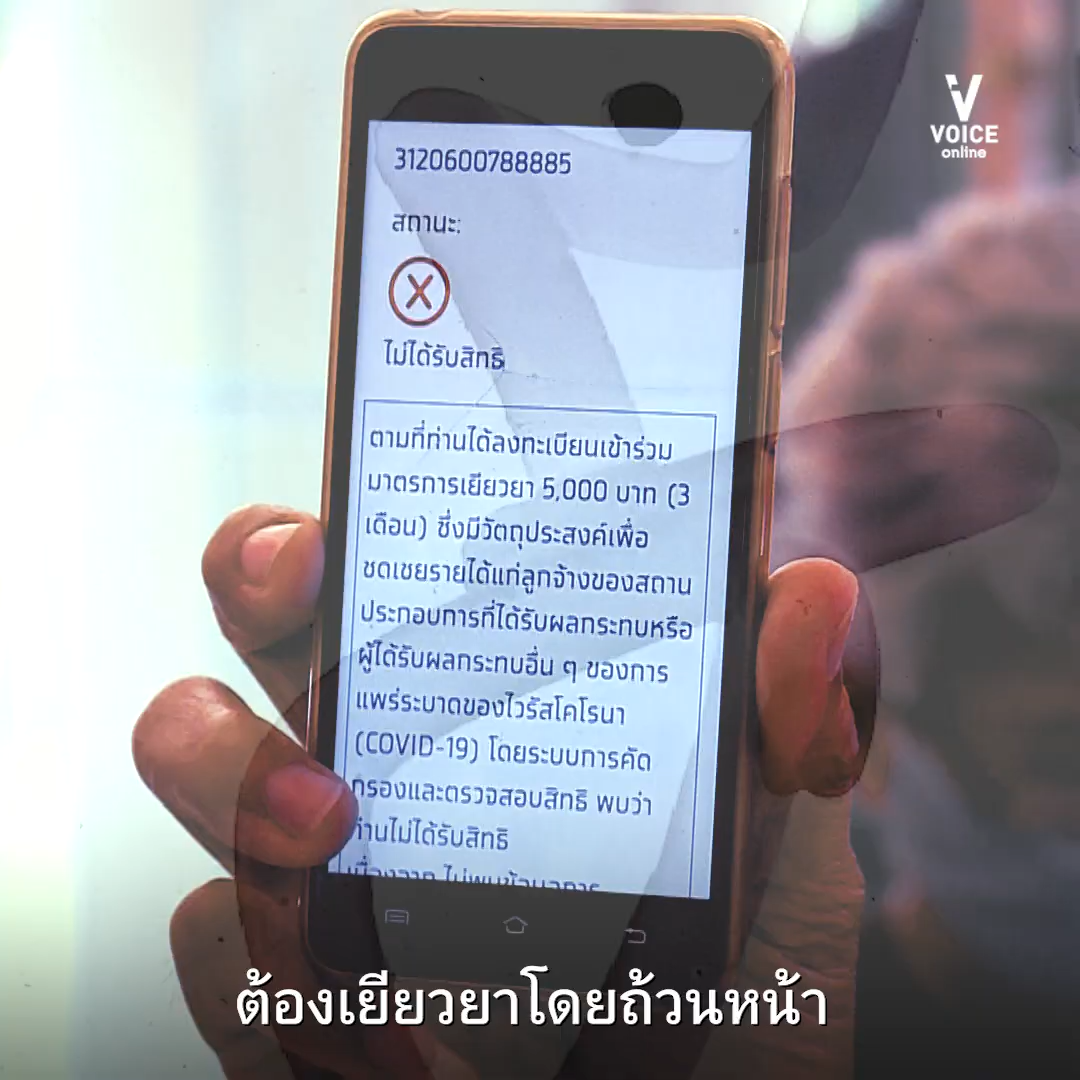 VOICE
online
3120600788885
สถานะ:
ไม่ได้รับสิทธิ
ตามที่ท่านได้ลงทะเบียนเข้าร่วม
มาตรการเยียวยา 5,000 บาท (3
เดือน) ซึ่งมีวัตถุประสงค์เพื่อ
ชดเชยรายได้แก่ลูกจ้างของสถาน
ประกอบการที่ได้รับผลกระทบหรือ
ผู้ได้รับผลกระทบอื่น ๆ ของการ
แพร่ระบาดของไวรัสโคโรนา
(COVID-19) โดยระบบการคัด
กรองและตรวจสอบสิทธิ พบว่า
ท่านไม่ได้รับสิทธิ
ต้องเยียวยาโดยถ้วนหน้า